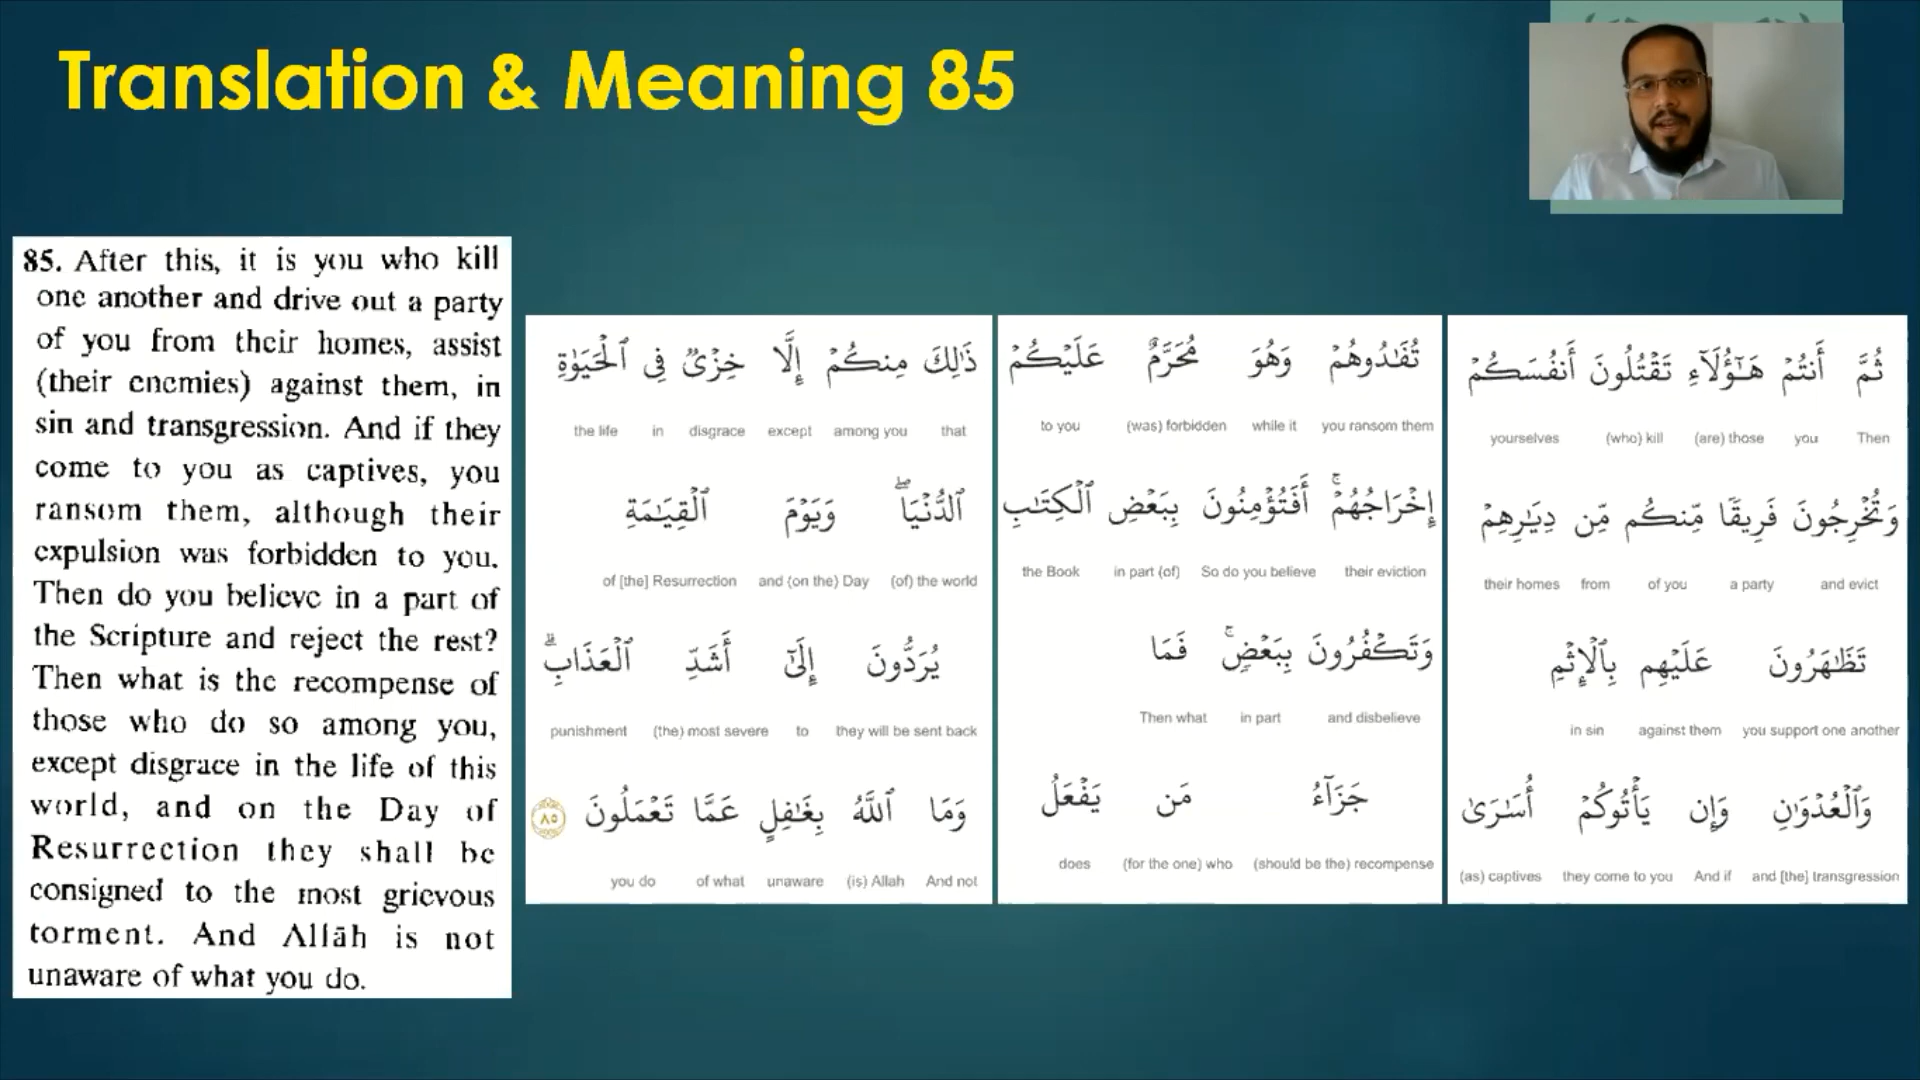 Translation & Meaning 85
85. After this, it is you who kill
one another and drive out a party
of you from their homes, assist
(their enemies) against them, in
sin and transgression. And if they
come to you as captives, you
ransom them, although their
expulsion was forbidden to you.
Then do you believe in a part of
the Scripture and reject the rest?
Then what is the recompense of
those who do so among you,
except disgrace in the life of this
world, and on the Day of
Resurrection they shall be
consigned to the most grievous
torment. And Allāh is not
unaware of what you do.
ثُمَّ أَنتُمْ هَـٰٓؤُلَآءِ تَقْتُلُونَ أَنفُسَكُمْ
yourselves (who) kill (are) those you Then
وَتُخْرِجُونَ فَرِيقًا مِّنكُم مِّن دِيَـٰرِهِمْ
their homes from of you a party and evict
تَظَـٰهَرُونَ عَلَيْهِم بِٱلْإِثْمِ
in sin against them you support one another
وَٱلْعُدْوَٰنِ وَإِن يَأْتُوكُمْ أُسَـٰرَىٰ
(as) captives they come to you And if and [the] transgression
تُفَـٰدُوهُمْ وَهُوَ مُحَرَّمٌ عَلَيْكُمْ
to you (was) forbidden while it you ransom them
إِخْرَاجُهُمْ ۚ أَفَتُؤْمِنُونَ بِبَعْضِ ٱلْكِتَـٰبِ
the Book in part (of) So do you believe their eviction
وَتَكْفُرُونَ بِبَعْضٍ ۚ فَمَا
Then what in part and disbelieve
جَزَآءُ مَن يَفْعَلُ
does (for the one) who (should be the) recompense
ذَٰلِكَ مِنكُمْ إِلَّا خِزْىٌ فِى ٱلْحَيَوٰةِ
the life in disgrace except among you that
ٱلدُّنْيَا ۖ وَيَوْمَ ٱلْقِيَـٰمَةِ
of [the] Resurrection and (on the) Day (of) the world
يُرَدُّونَ إِلَىٰٓ أَشَدِّ ٱلْعَذَابِ ۗ
punishment (the) most severe to they will be sent back
وَمَا ٱللَّهُ بِغَـٰفِلٍ عَمَّا تَعْمَلُونَ ٨٥
you do of what unaware (is) Allah And not